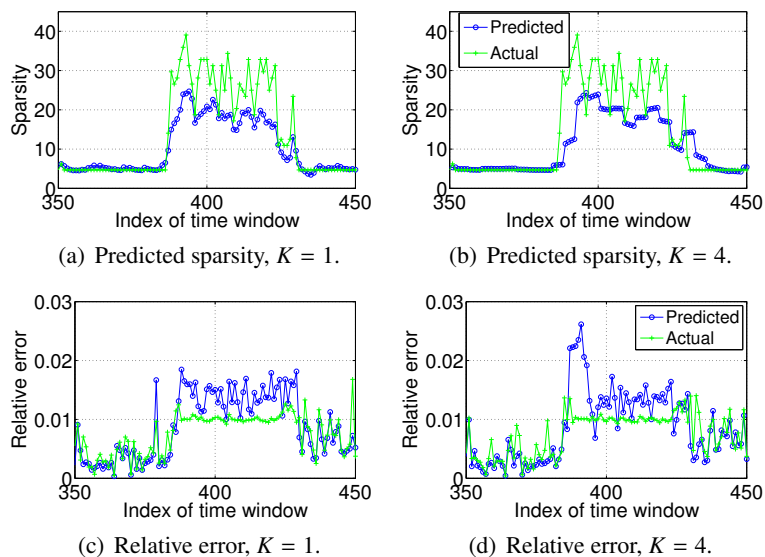 40
30
20
10
0
Sparsity
350
400
450
Index of time window
(a) Predicted sparsity, K = 1.
40
30
20
10
0
Sparsity
Predicted
Actual
350
400
450
Index of time window
(b) Predicted sparsity, K = 4.
0.03
0.02
0.01
0
Relative error
350
400
450
Index of time window
(c) Relative error, K = 1.
0.03
0.02
0.01
0
Relative error
Predicted
Actual
350
400
450
Index of time window
(d) Relative error, K = 4.